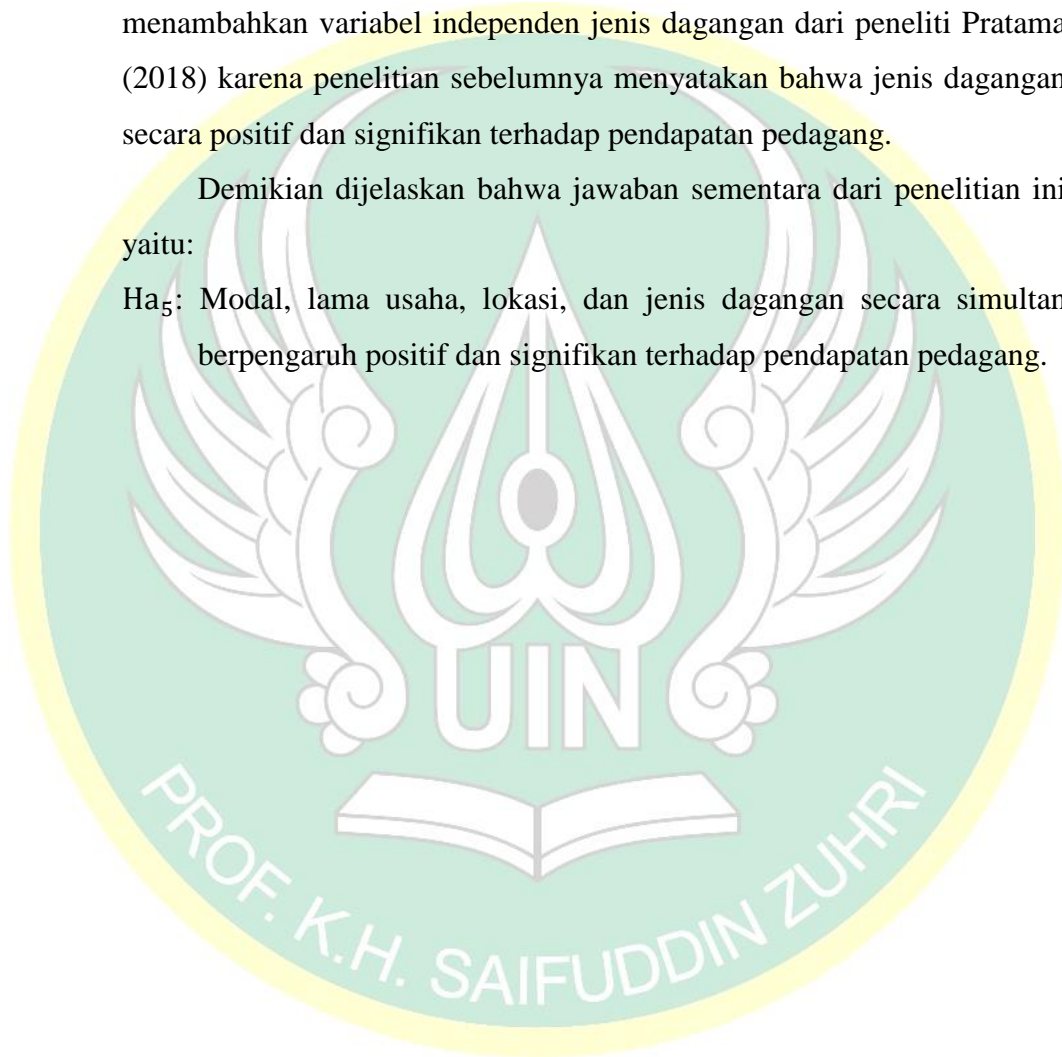 menambahkan variabel independen jenis dagangan dari peneliti Pratama
(2018) karena penelitian sebelumnya menyatakan bahwa jenis dagangan
secara positif dan signifikan terhadap pendapatan pedagang.
Demikian dijelaskan bahwa jawaban sementara dari penelitian ini
yaitu:
Ha₅: Modal, lama usaha, lokasi, dan jenis dagangan secara simultan
berpengaruh positif dan signifikan terhadap pendapatan pedagang.
UIN
PROF. K.H. SAIFUDDIN ZUHRI